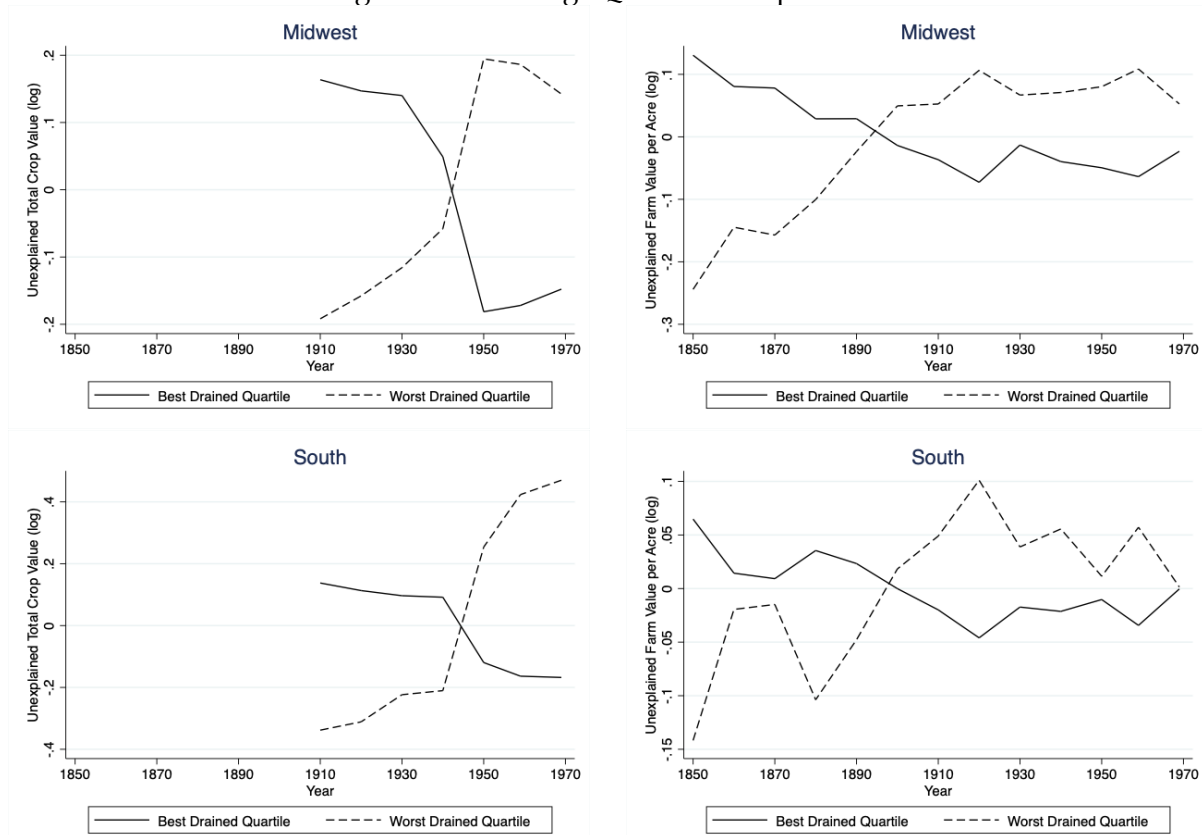 Midwest
Unexplained Total Crop Value (log)
.2
.1
0
-.1
-.2
1850 1870 1890 1910 1930 1950 1970
Year
Best Drained Quartile Worst Drained Quartile
Midwest
Unexplained Farm Value per Acre (log)
.1
0
-.1
-.2
-.3
1850 1870 1890 1910 1930 1950 1970
Year
Best Drained Quartile Worst Drained Quartile
South
Unexplained Total Crop Value (log)
.4
.2
0
-.2
-.4
1850 1870 1890 1910 1930 1950 1970
Year
Best Drained Quartile Worst Drained Quartile
South
Unexplained Farm Value per Acre (log)
.1
.05
0
-.05
-.1
-.15
1850 1870 1890 1910 1930 1950 1970
Year
Best Drained Quartile Worst Drained Quartile